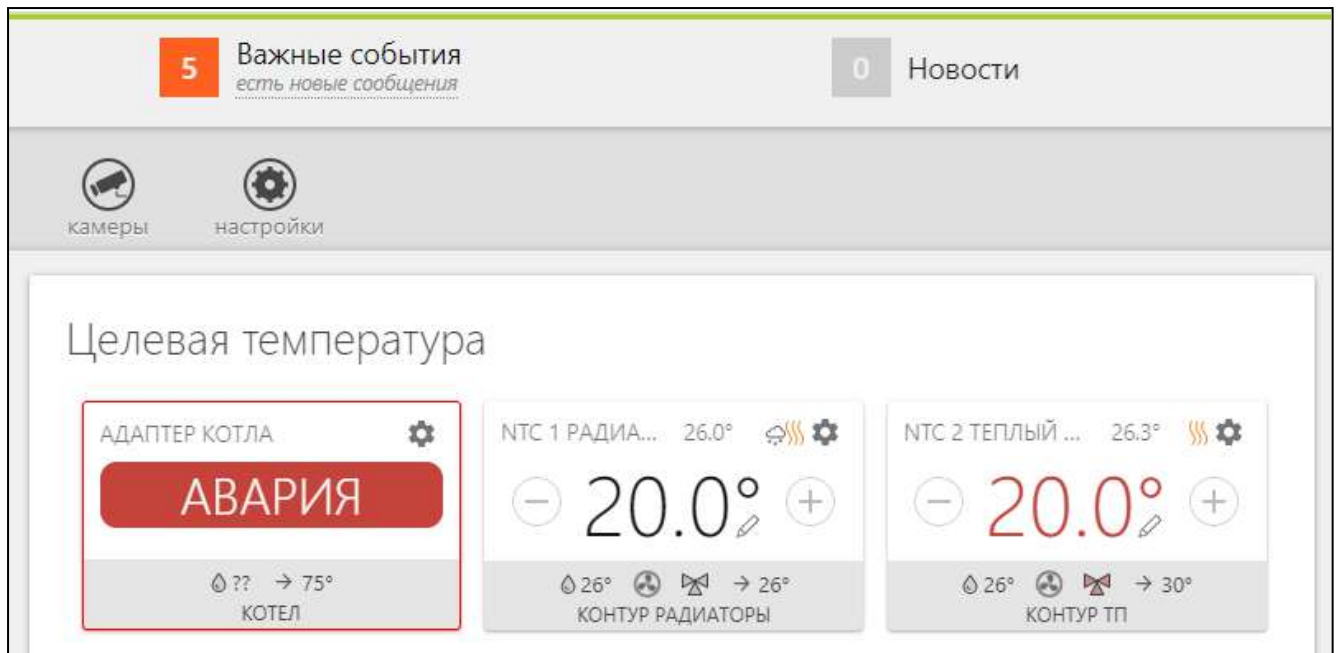 5 Важные события
есть новые сообщения
0 Новости
камеры настройки
Целевая температура
АДАПТЕР КОТЛА
АВАРИЯ
?? → 75°
КОТЕЛ
NTC 1 РАДИА... 26.0°
20.0°
26° → 26°
КОНТУР РАДИАТОРЫ
NTC 2 ТЕПЛЫЙ ... 26.3°
20.0°
26° → 30°
КОНТУР ТП